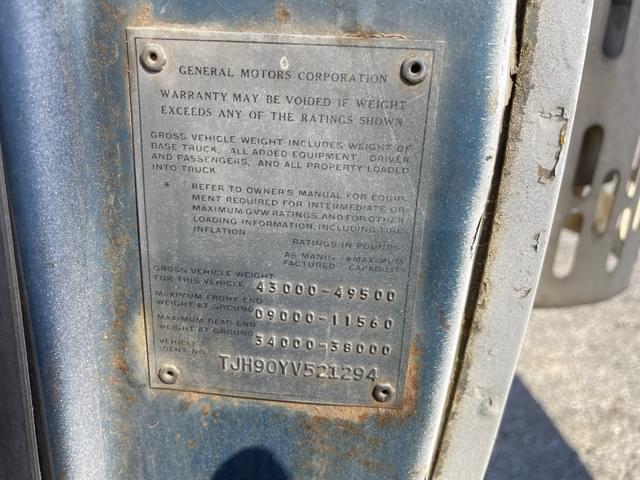 GENERAL MOTORS CORPORATION
WARRANTY MAY BE VOIDED IF WEIGHT
EXCEEDS ANY OF THE RATINGS SHOWN.
GROSS VEHICLE WEIGHT INCLUDES WEIGHT OF
BASE TRUCK, ALL ADDED EQUIPMENT, DRIVER
AND PASSENGERS, AND ALL PROPERTY LOADED
INTO TRUCK.
* REFER TO OWNER'S MANUAL FOR EQUIP-
MENT REQUIRED FOR INTERMEDIATE OR
MAXIMUM GVW RATINGS, AND FOR OTHER
LOADING INFORMATION, INCLUDING TIRE
INFLATION.
RATINGS IN POUNDS
AS MANU- *MAXIMUM
FACTURED CAPABILITY
GROSS VEHICLE WEIGHT
FOR THIS VEHICLE 43000-49500
MAXIMUM FRONT END
WEIGHT AT GROUND 09000-11560
MAXIMUM REAR END
WEIGHT AT GROUND 34000-38000
VEHICLE
IDENT. NO. TJH90YV521294